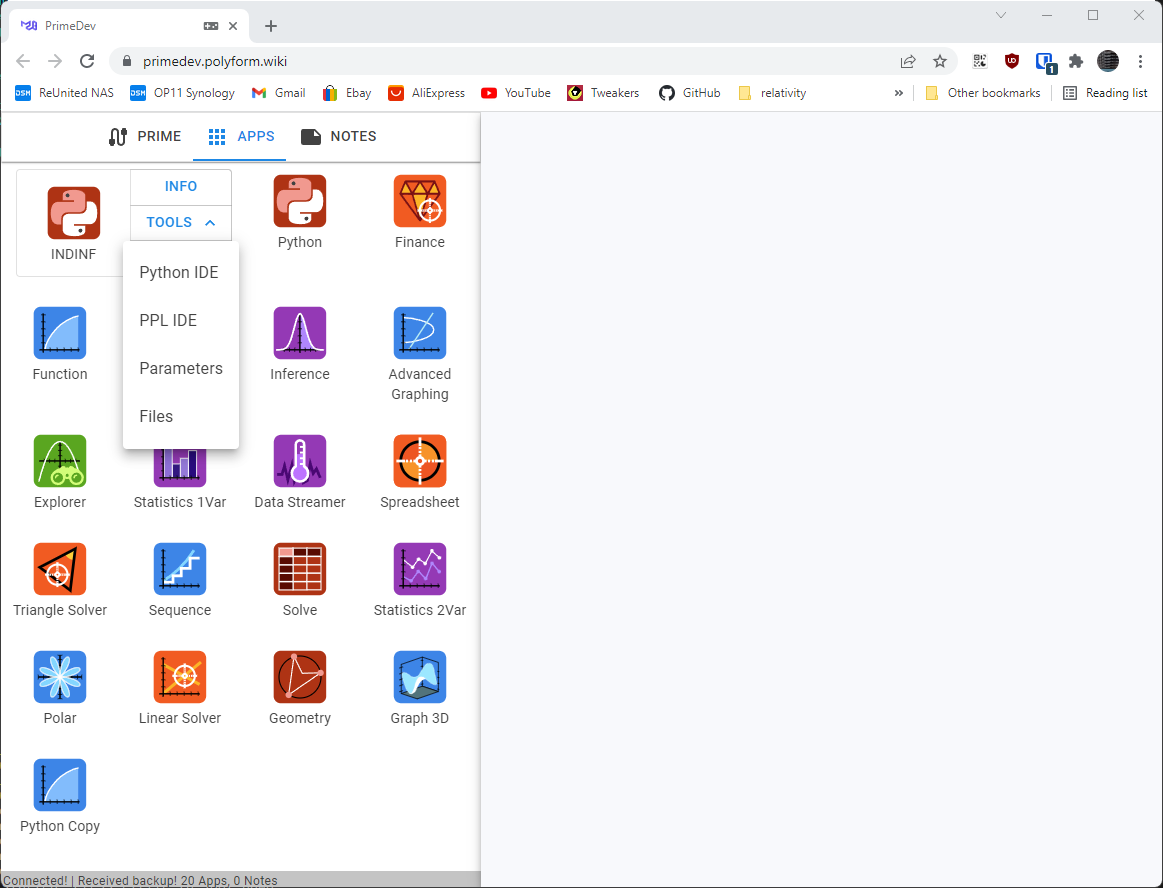 PrimeDev
primedev.polyform.wiki
1
DSM ReUnited NAS DSM OP11 Synology Gmail Ebay AliExpress YouTube Tweakers GitHub relativity » Other bookmarks Reading list
PRIME APPS NOTES
INFO
TOOLS
INDINF
Python
Finance
Python IDE
PPL IDE
Parameters
Files
Function
Inference
Advanced
Graphing
Explorer
Statistics 1Var
Data Streamer
Spreadsheet
Triangle Solver
Sequence
Solve
Statistics 2Var
Polar
Linear Solver
Geometry
Graph 3D
Python Copy
Connected! | Received backup! 20 Apps, 0 Notes